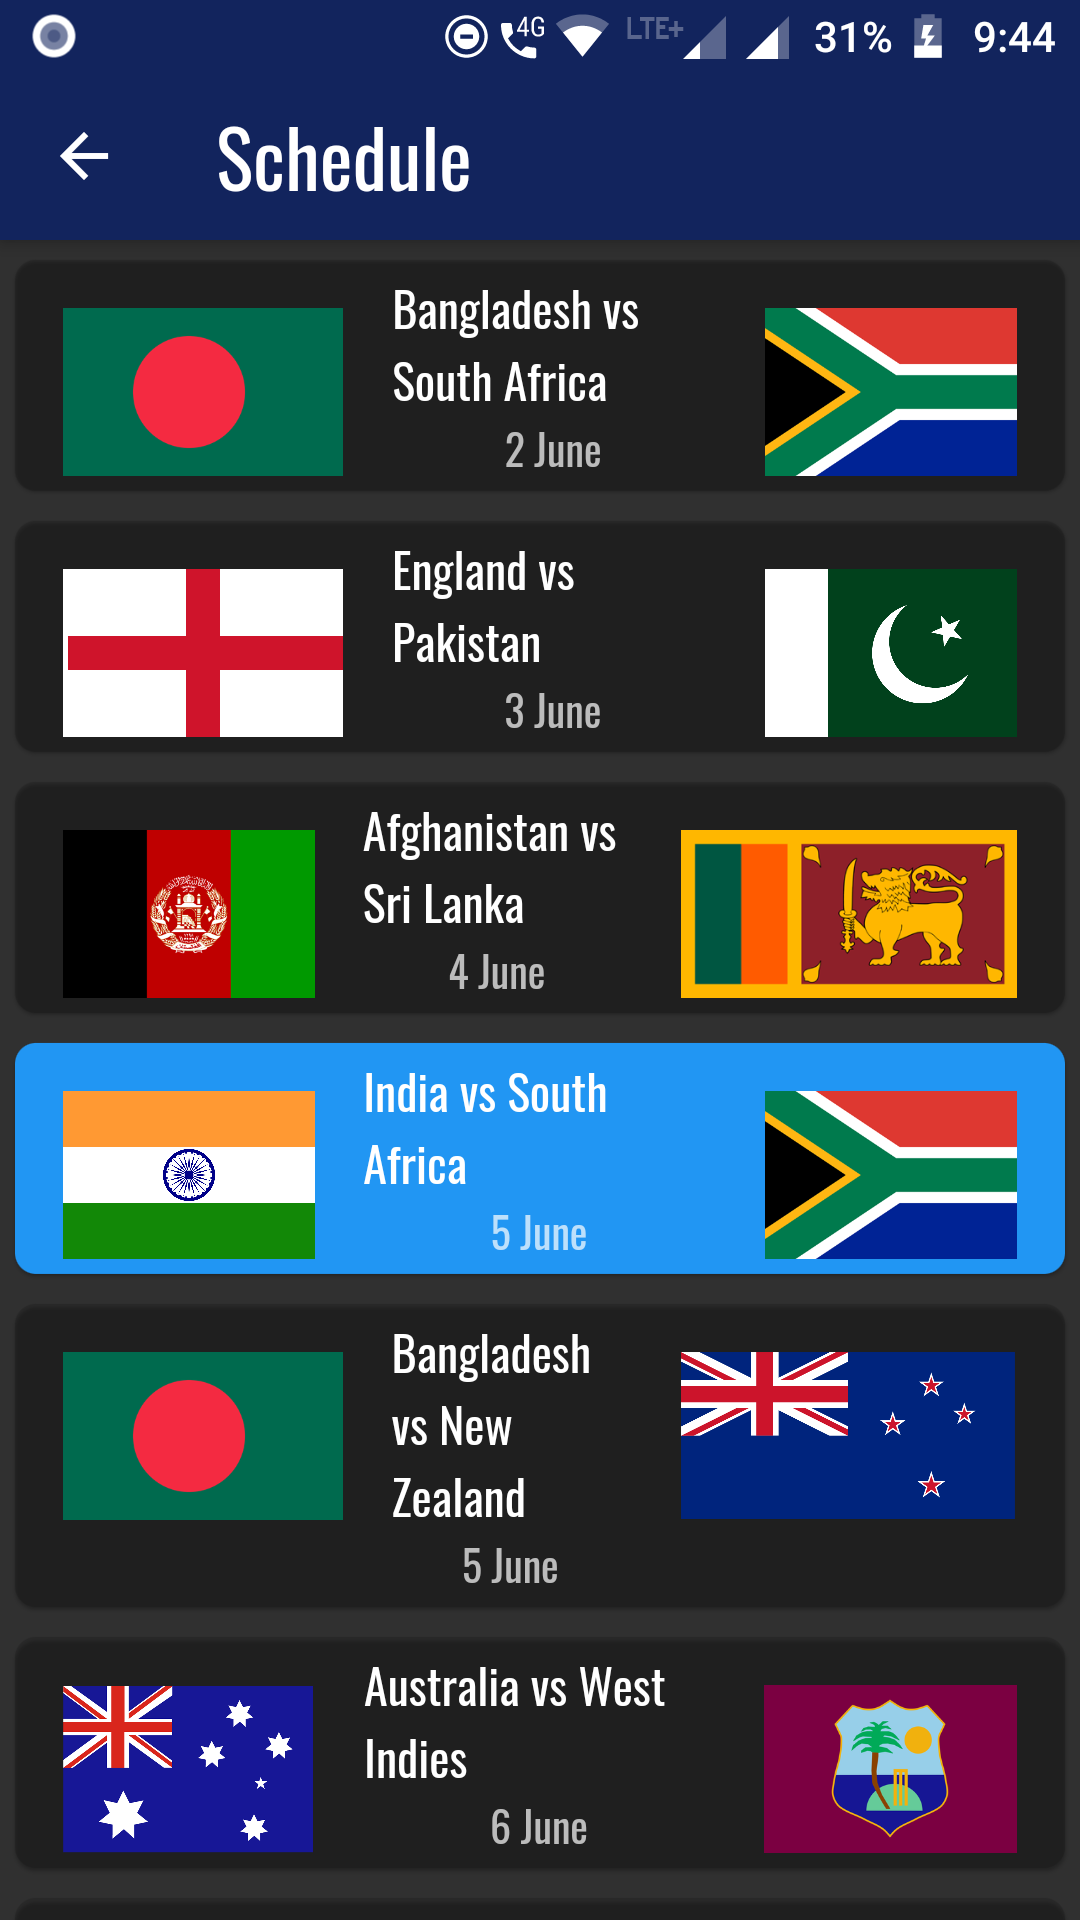 4G LTE+ 31% 9:44
Schedule
Bangladesh vs
South Africa
2 June
England vs
Pakistan
3 June
Afghanistan vs
Sri Lanka
4 June
India vs South
Africa
5 June
Bangladesh
vs New
Zealand
5 June
Australia vs West
Indies
6 June